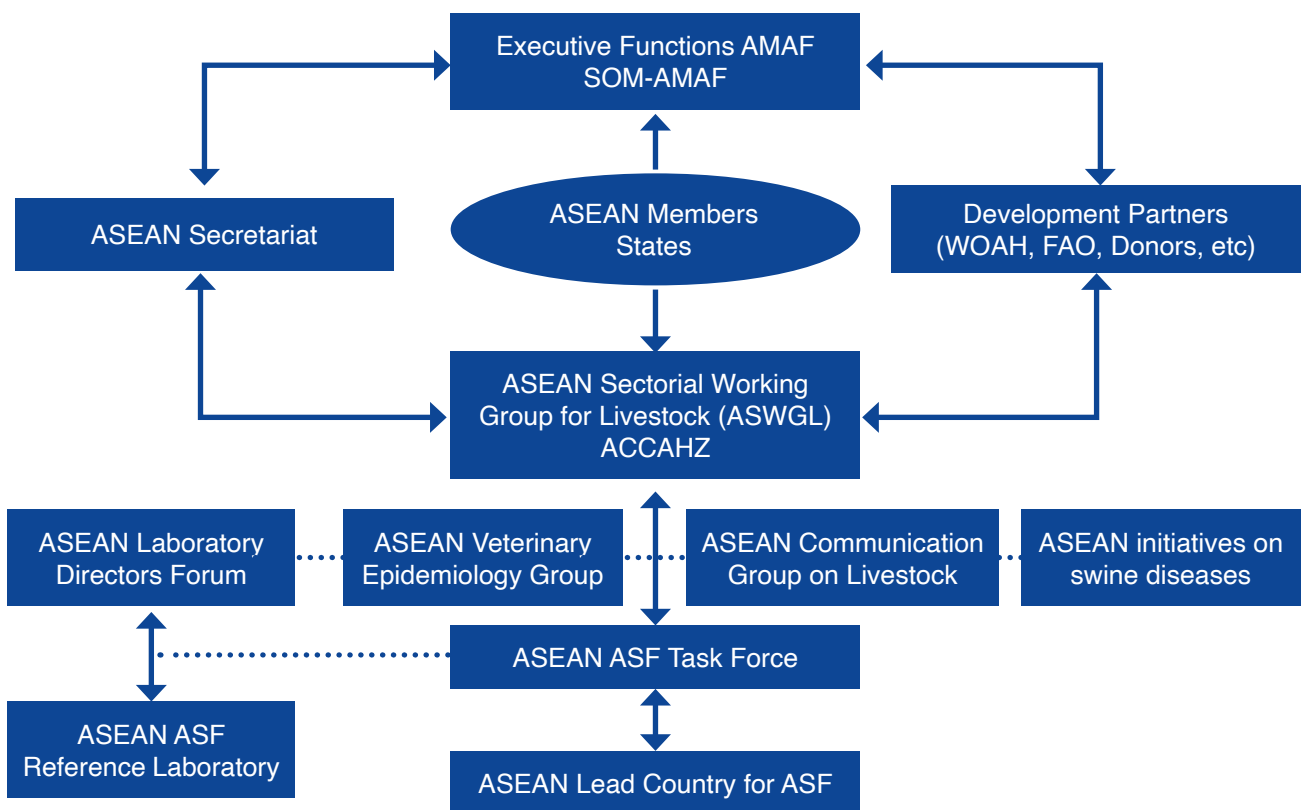 Executive Functions AMAF
SOM-AMAF
ASEAN Secretariat
ASEAN Members
States
Development Partners
(WOAH, FAO, Donors, etc)
ASEAN Sectorial Working
Group for Livestock (ASWGL)
ACCAHZ
ASEAN Laboratory
Directors Forum
ASEAN Veterinary
Epidemiology Group
ASEAN Communication
Group on Livestock
ASEAN initiatives on
swine diseases
ASEAN ASF Task Force
ASEAN ASF
Reference Laboratory
ASEAN Lead Country for ASF